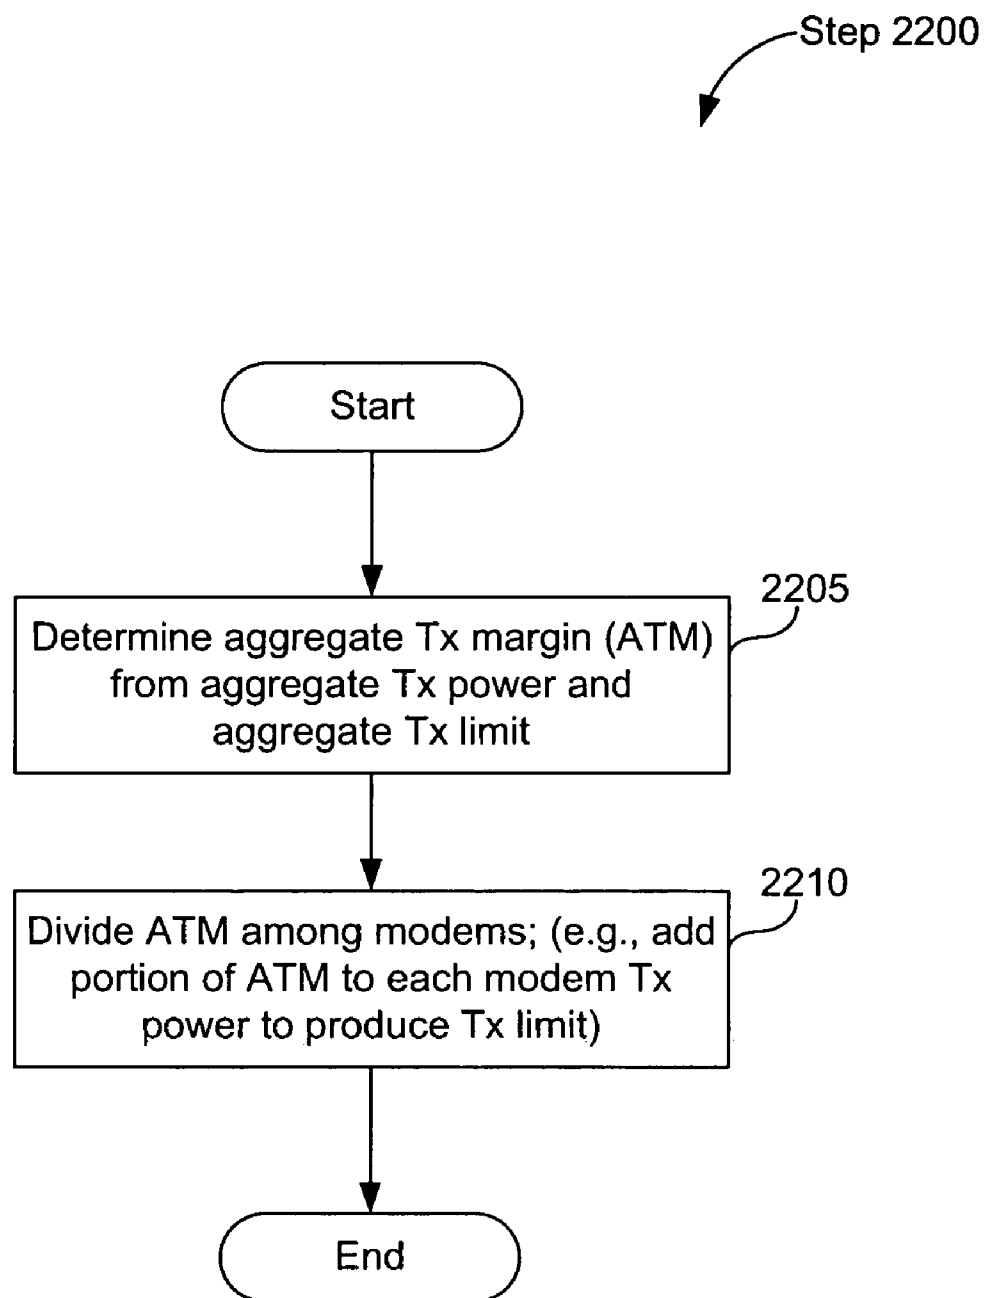 Step 2200
Start
2205
Determine aggregate Tx margin (ATM)
from aggregate Tx power and
aggregate Tx limit
2210
Divide ATM among modems; (e.g., add
portion of ATM to each modem Tx
power to produce Tx limit)
End